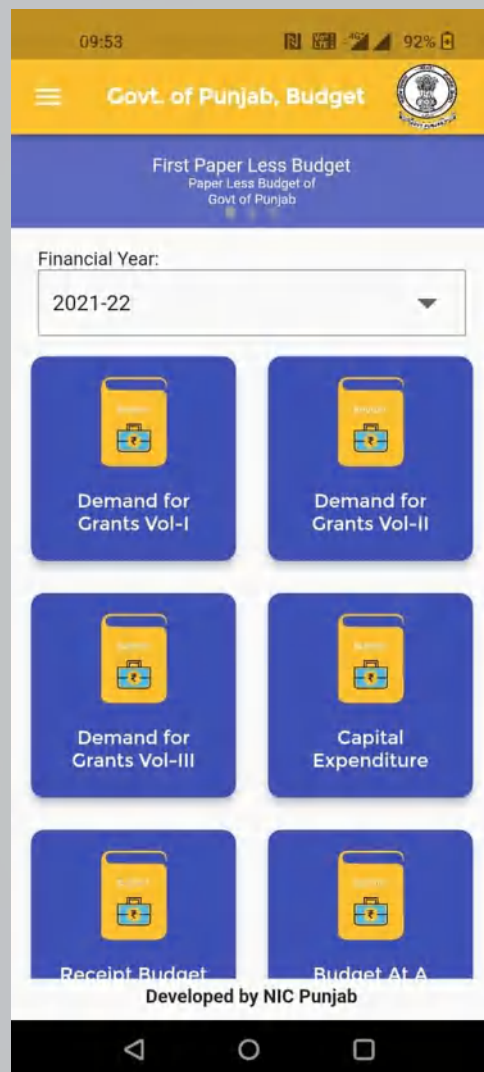 09:53
92%
Govt. of Punjab, Budget
First Paper Less Budget
Paper Less Budget of
Govt of Punjab
Financial Year:
2021-22
Demand for
Grants Vol-I
Demand for
Grants Vol-II
Demand for
Grants Vol-III
Capital
Expenditure
Receipt Budget
Budget At A
Developed by NIC Punjab